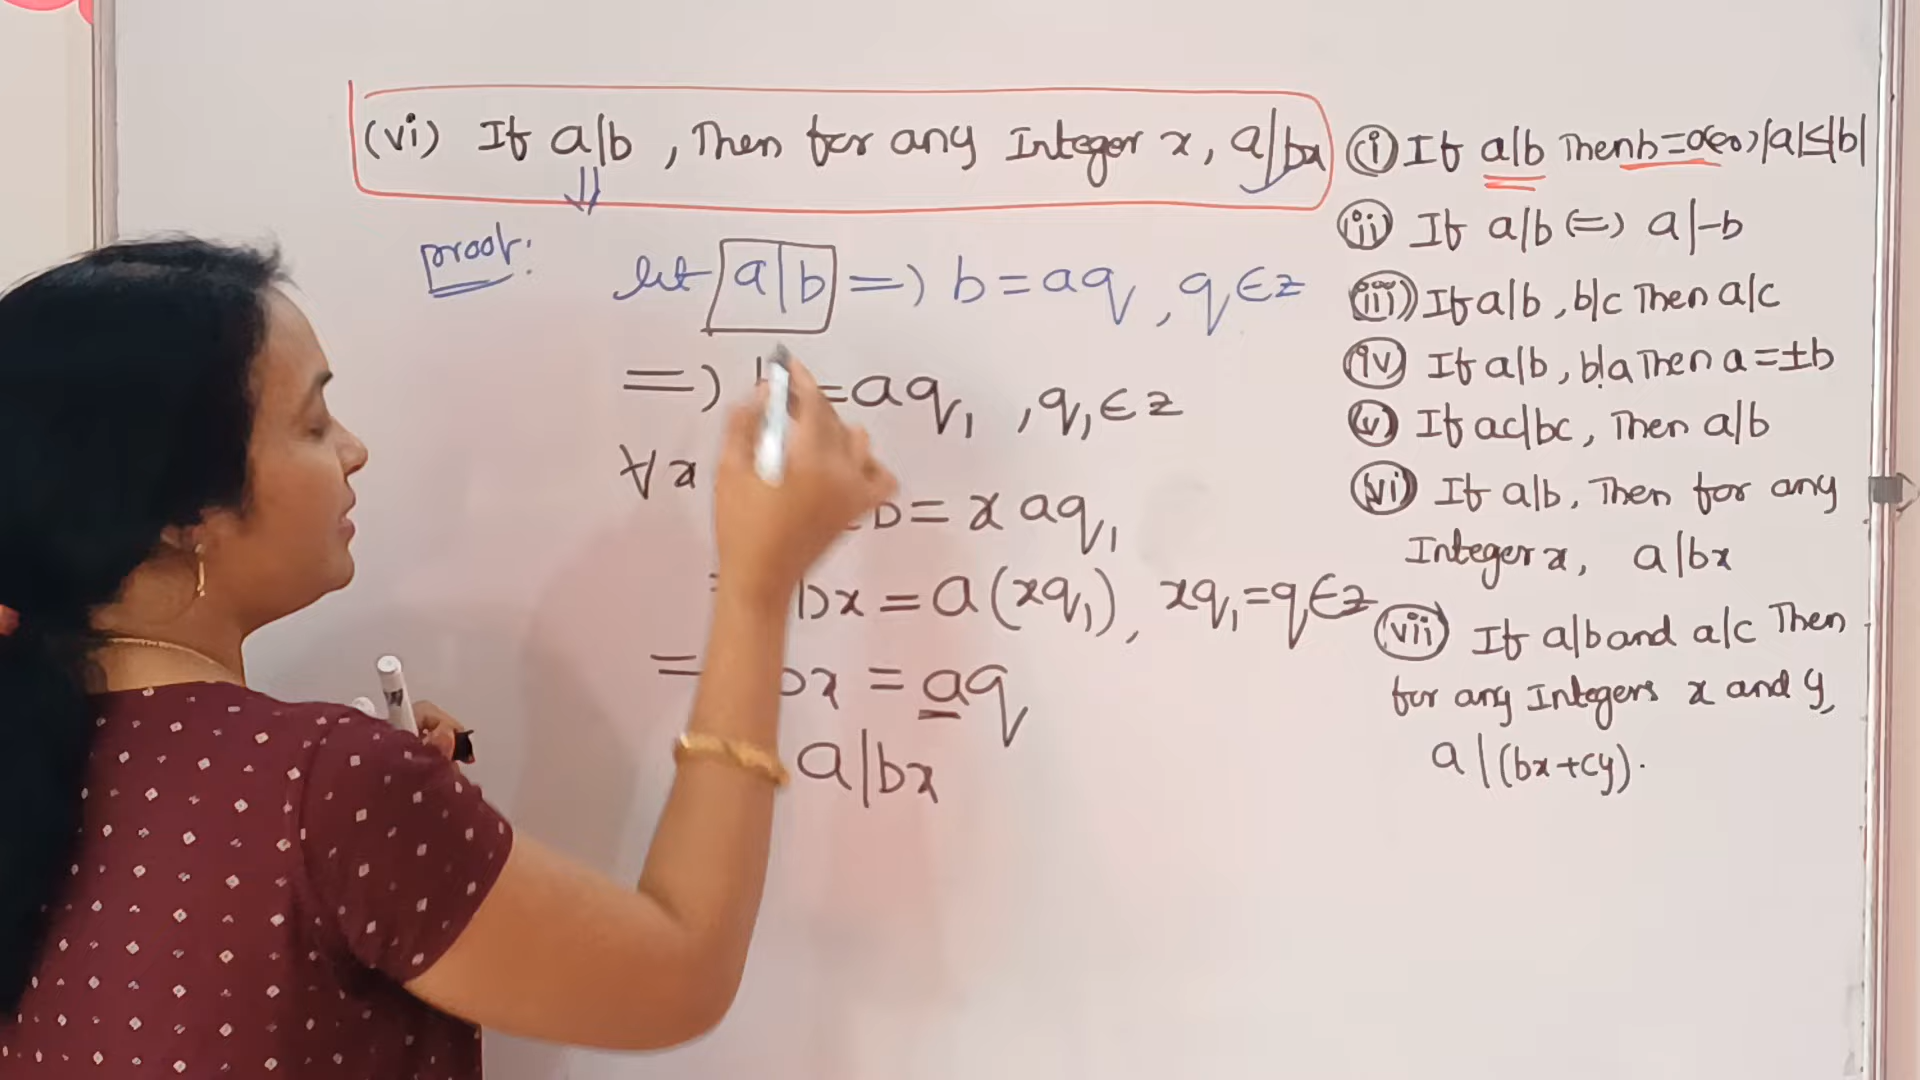 (vi) If a|b , Then for any Integer x, a|bx
proof:
let a|b => b = aq , q ∈ z
=> = aq₁ , q₁ ∈ z
∀ x
b = x aq₁
bx = a(xq₁), xq₁ = q ∈ z
= bx = aq
a|bx
(i) If a|b Then b=0 (or) |a|≤|b|
(ii) If a|b (=) a|-b
(iii) If a|b , b|c Then a|c
(iv) If a|b , b|a Then a = ±b
(v) If ac|bc , Then a|b
(vi) If a|b, Then for any
Integer x, a|bx
(vii) If a|b and a|c Then
for any Integers x and y,
a|(bx+cy).